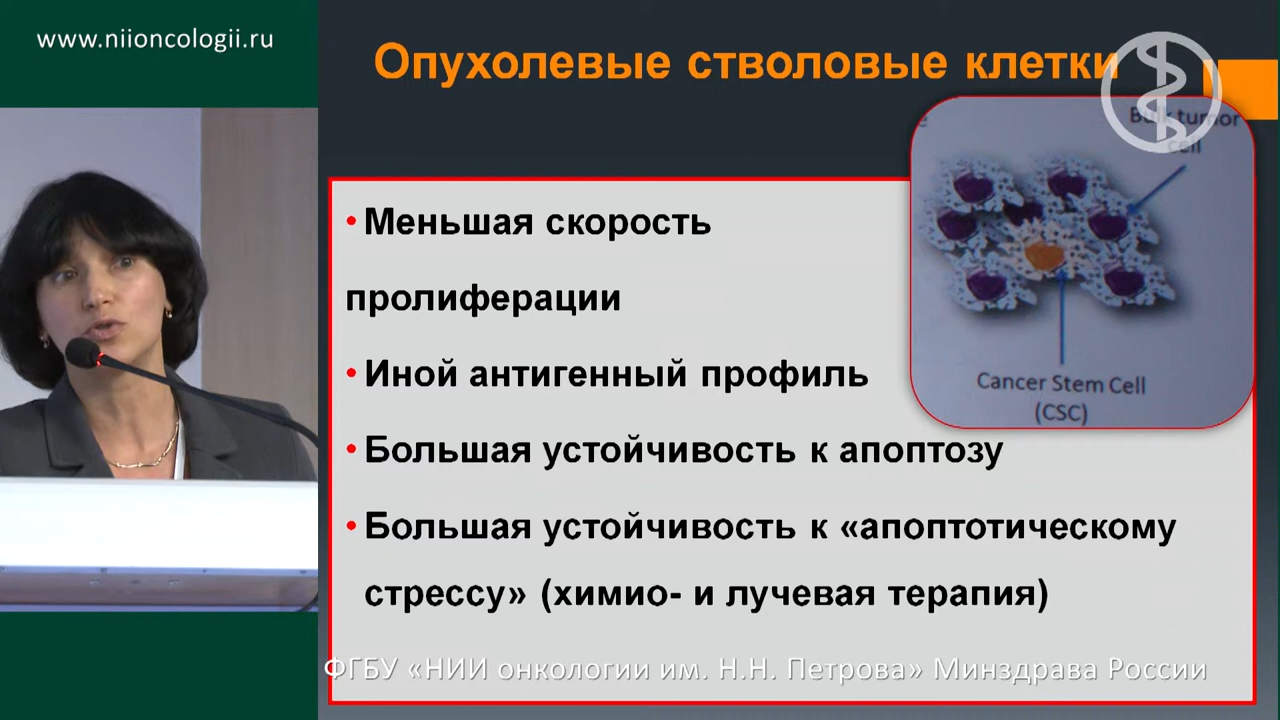 www.niioncologii.ru
Опухолевые стволовые клетки
Bulk tumor
cell
• Меньшая скорость
пролиферации
• Иной антигенный профиль
Cancer Stem Cell
(CSC)
• Большая устойчивость к апоптозу
• Большая устойчивость к «апоптотическому
стрессу» (химио- и лучевая терапия)
ФГБУ «НИИ онкологии им. Н.Н. Петрова» Минздрава России